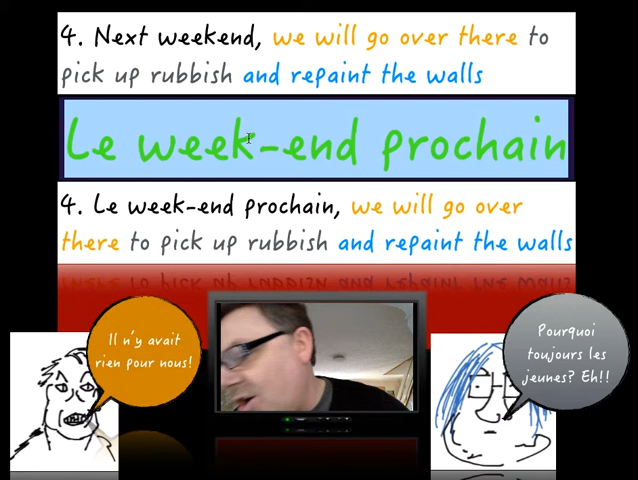 4. Next weekend, we will go over there to
pick up rubbish and repaint the walls
Le week-end prochain
4. Le week-end prochain, we will go over
there to pick up rubbish and repaint the walls
Il n'y avait
rien pour nous!
Pourquoi
toujours les
jeunes? Eh!!